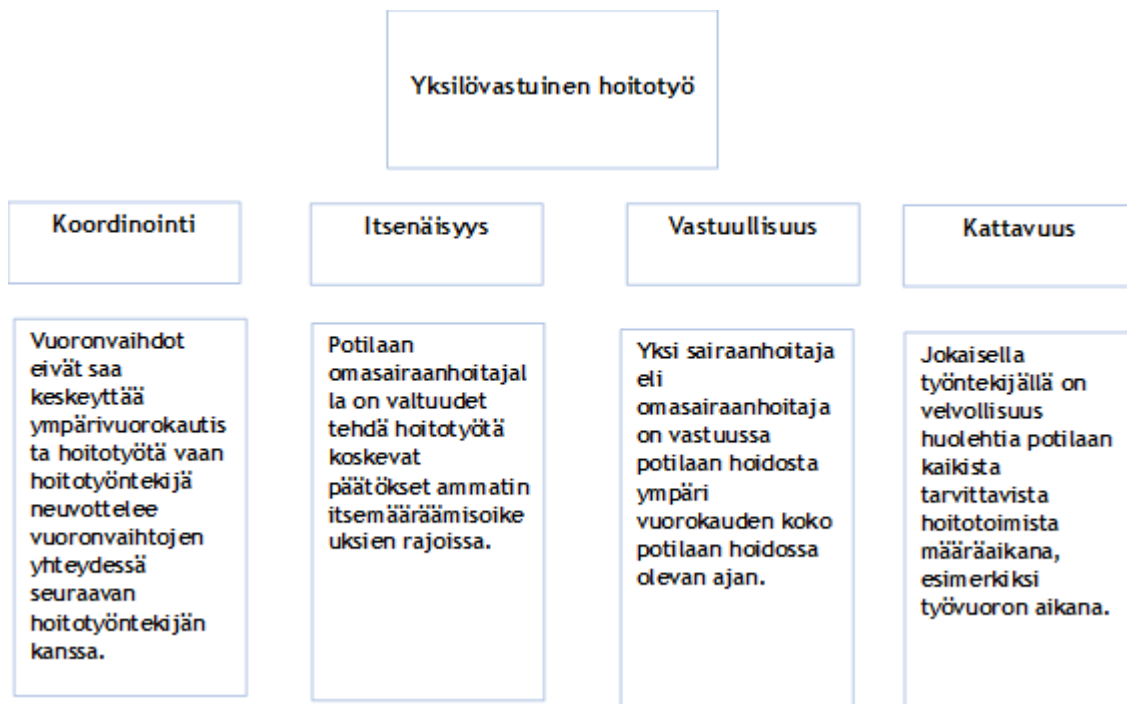 Yksilövastuinen hoitotyö
Koordinointi
Itsenäisyys
Vastuullisuus
Kattavuus
Vuoronvaihdot
eivät saa
keskeyttää
ympärivuorokautis
ta hoitotyötä vaan
hoitotyöntekijä
neuvottelee
vuoronvaihtojen
yhteydessä
seuraavan
hoitotyöntekijän
kanssa.
Potilaan
omasairaanhoitajal
la on valtuudet
tehdä hoitotyötä
koskevat
päätökset ammatin
itsemääräämisoike
uksien rajoissa.
Yksi sairaanhoitaja
eli
omasairaanhoitaja
on vastuussa
potilaan hoidosta
ympäri
vuorokauden koko
potilaan hoidossa
olevan ajan.
Jokaisella
työntekijällä on
velvollisuus
huolehtia potilaan
kaikista
tarvittavista
hoitotoimista
määräaikana,
esimerkiksi
työvuoron aikana.